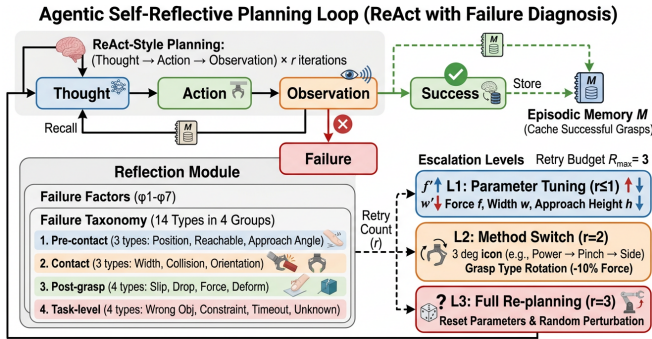 Agentic Self-Reflective Planning Loop (ReAct with Failure Diagnosis)
ReAct-Style Planning:
(Thought → Action → Observation) × r iterations
M
Thought
Action
Observation
Success
Store
M
Episodic Memory M
(Cache Successful Grasps)
Recall
M
Failure
Reflection Module
Failure Factors (φ1-φ7)
Failure Taxonomy (14 Types in 4 Groups)
1. Pre-contact (3 types: Position, Reachable, Approach Angle)
2. Contact (3 types: Width, Collision, Orientation)
3. Post-grasp (4 types: Slip, Drop, Force, Deform)
4. Task-level (4 types: Wrong Obj, Constraint, Timeout, Unknown)
Retry
Count
(r)
Escalation Levels Retry Budget Rmax= 3
f' ↑ L1: Parameter Tuning (r≤1) ↑ ↓
w' ↓ Force f, Width w, Approach Height h ↓
L2: Method Switch (r=2)
3 deg icon (e.g., Power → Pinch → Side)
Grasp Type Rotation (-10% Force)
? L3: Full Re-planning (r=3)
Reset Parameters & Random Perturbation